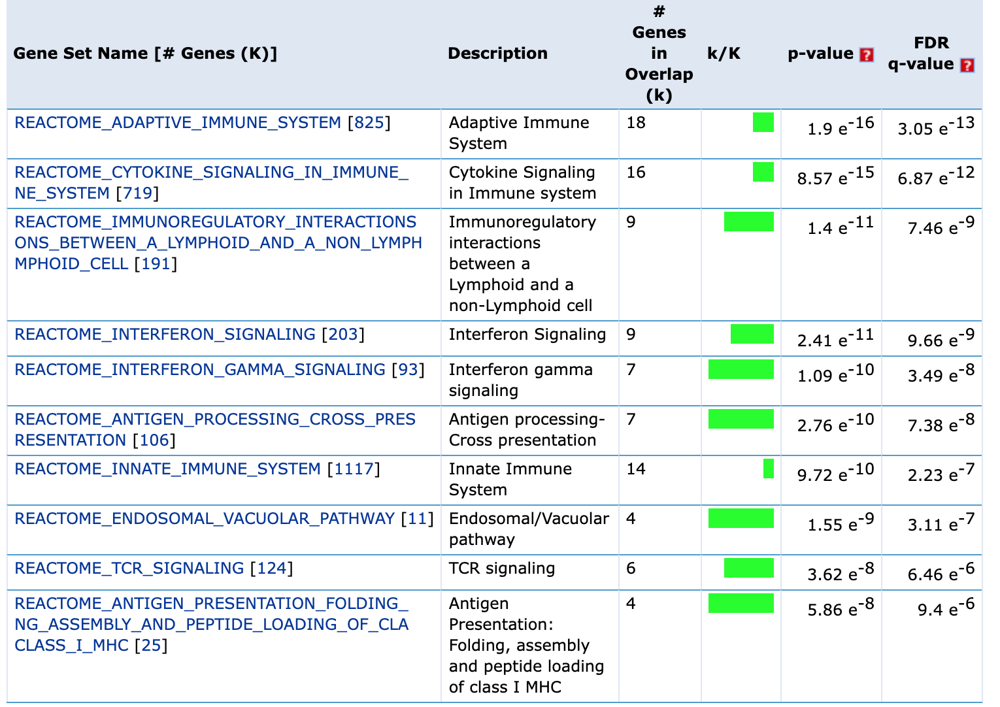 #
Genes
in
Overlap
(k)
Gene Set Name [# Genes (K)]
Description
k/K
p-value ?
FDR
q-value ?
REACTOME_ADAPTIVE_IMMUNE_SYSTEM [825]
Adaptive Immune
System
18
1.9 e-16
3.05 e-13
REACTOME_CYTOKINE_SIGNALING_IN_IMMUNE_
NE_SYSTEM [719]
Cytokine Signaling
in Immune system
16
8.57 e-15
6.87 e-12
REACTOME_IMMUNOREGULATORY_INTERACTIONS
ONS_BETWEEN_A_LYMPHOID_AND_A_NON_LYMPH
MPHOID_CELL [191]
Immunoregulatory
interactions
between a
Lymphoid and a
non-Lymphoid cell
9
1.4 e-11
7.46 e-9
REACTOME_INTERFERON_SIGNALING [203]
Interferon Signaling
9
2.41 e-11
9.66 e-9
REACTOME_INTERFERON_GAMMA_SIGNALING [93]
Interferon gamma
signaling
7
1.09 e-10
3.49 e-8
REACTOME_ANTIGEN_PROCESSING_CROSS_PRES
RESENTATION [106]
Antigen processing-
Cross presentation
7
2.76 e-10
7.38 e-8
REACTOME_INNATE_IMMUNE_SYSTEM [1117]
Innate Immune
System
14
9.72 e-10
2.23 e-7
REACTOME_ENDOSOMAL_VACUOLAR_PATHWAY [11]
Endosomal/Vacuolar
pathway
4
1.55 e-9
3.11 e-7
REACTOME_TCR_SIGNALING [124]
TCR signaling
6
3.62 e-8
6.46 e-6
REACTOME_ANTIGEN_PRESENTATION_FOLDING_
NG_ASSEMBLY_AND_PEPTIDE_LOADING_OF_CLA
CLASS_I_MHC [25]
Antigen
Presentation:
Folding, assembly
and peptide loading
of class I MHC
4
5.86 e-8
9.4 e-6